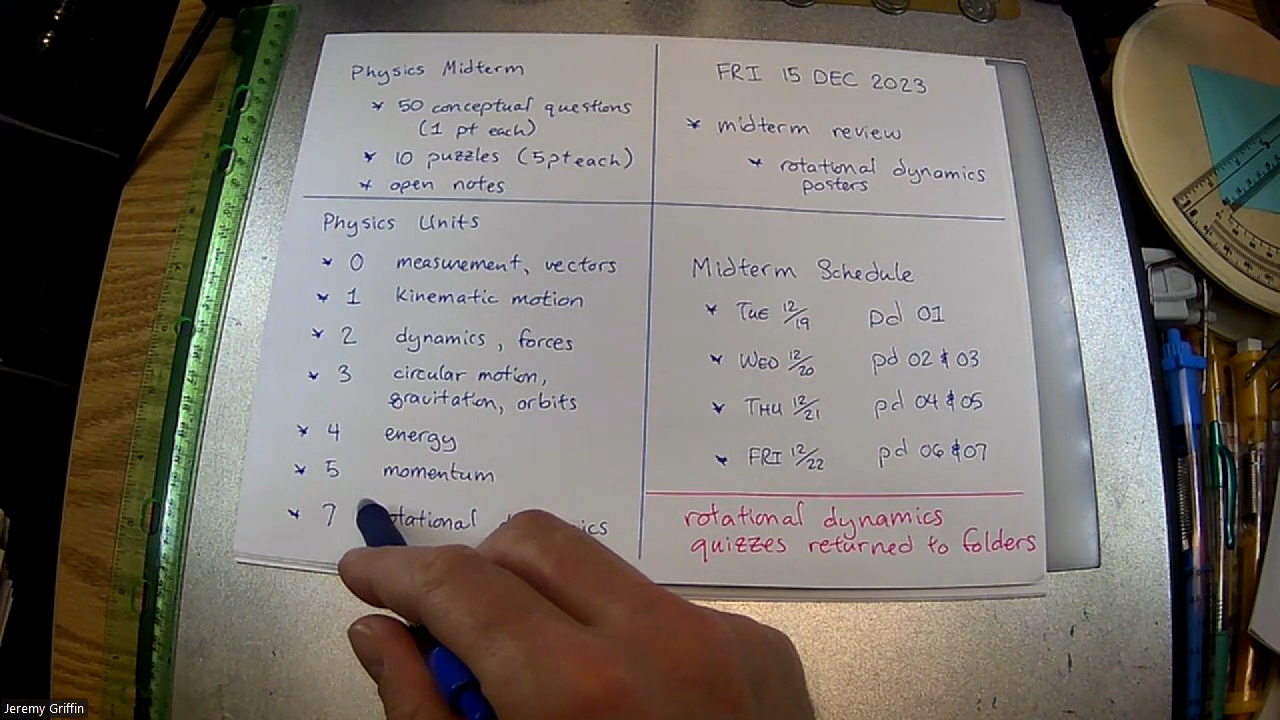 Physics Midterm
* 50 conceptual questions
(1 pt each)
* 10 puzzles (5pt each)
* open notes
FRI 15 DEC 2023
* midterm review
* rotational dynamics
posters
Physics Units
* 0 measurement, vectors
* 1 kinematic motion
* 2 dynamics, forces
* 3 circular motion,
gravitation, orbits
* 4 energy
* 5 momentum
* 7
Midterm Schedule
* TUE 12/19 pd 01
* WED 12/20 pd 02 & 03
* THU 12/21 pd 04 & 05
* FRI 12/22 pd 06 & 07
rotational dynamics
quizzes returned to folders
Jeremy Griffin